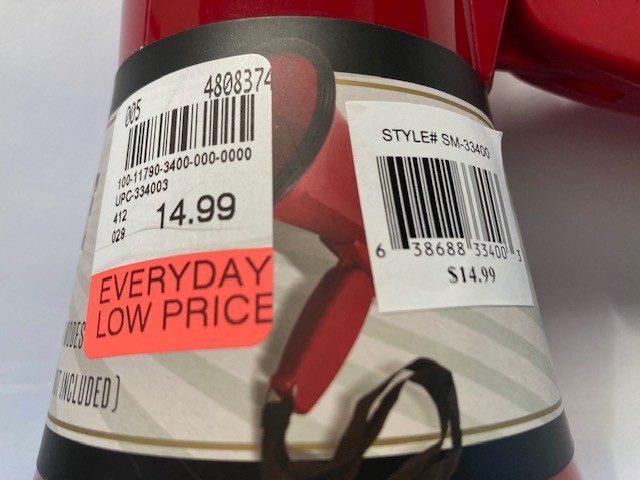 005 4808374
100-11790-3400-000-0000
UPC-334003
412 14.99
029
EVERYDAY
LOW PRICE
STYLE# SM-33400
6 38688 33400 3
$14.99
INCLUDED)